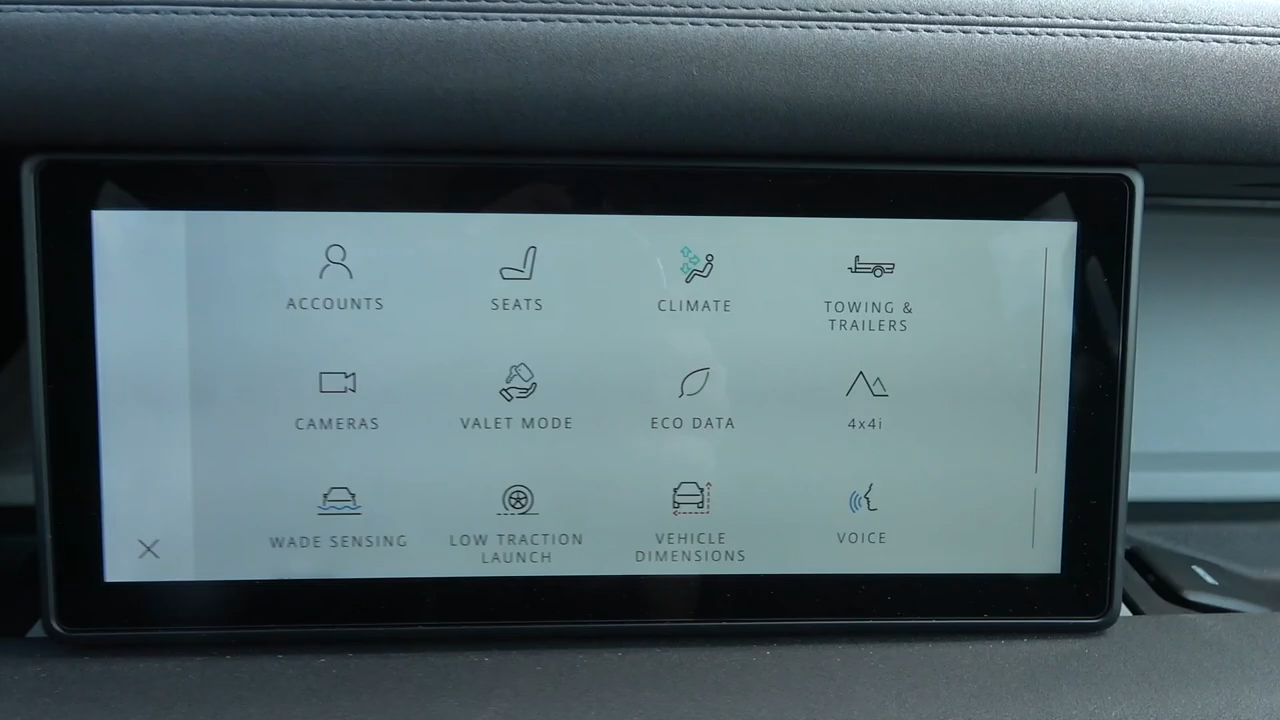 ACCOUNTS
SEATS
CLIMATE
TOWING &
TRAILERS
CAMERAS
VALET MODE
ECO DATA
4x4i
WADE SENSING
LOW TRACTION
LAUNCH
VEHICLE
DIMENSIONS
VOICE